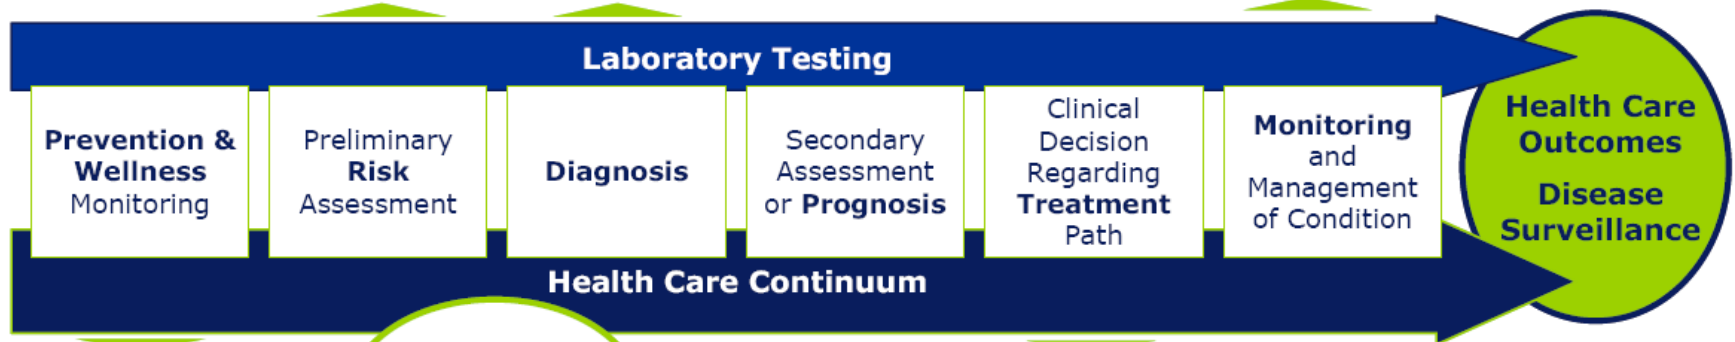 Laboratory Testing
Prevention &
Wellness
Monitoring
Preliminary
Risk
Assessment
Diagnosis
Secondary
Assessment
or Prognosis
Clinical
Decision
Regarding
Treatment
Path
Monitoring
and
Management
of Condition
Health Care
Outcomes
Disease
Surveillance
Health Care Continuum